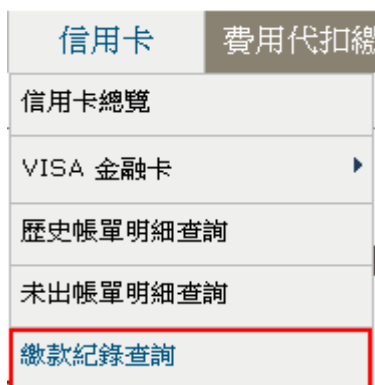 信用卡 費用代扣繳
信用卡總覽
VISA 金融卡
歷史帳單明細查詢
未出帳單明細查詢
繳款紀錄查詢